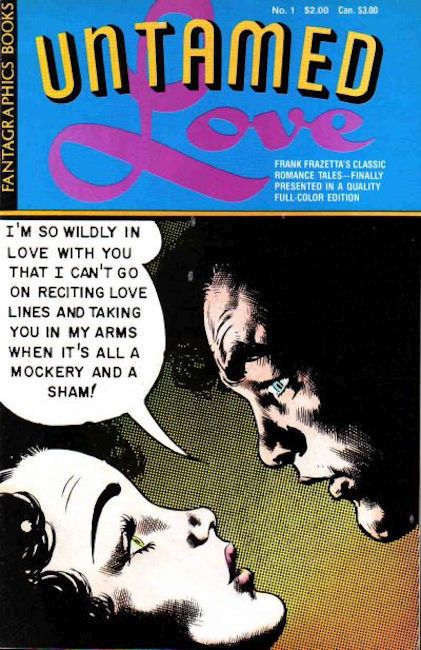 FANTAGRAPHICS BOOKS
No. 1 $2.00 Can. $3.00
UNTAMED
Love
FRANK FRAZETTA'S CLASSIC
ROMANCE TALES—FINALLY
PRESENTED IN A QUALITY
FULL-COLOR EDITION
I'M SO WILDLY IN
LOVE WITH YOU
THAT I CAN'T GO
ON RECITING LOVE
LINES AND TAKING
YOU IN MY ARMS
WHEN IT'S ALL A
MOCKERY AND A
SHAM!